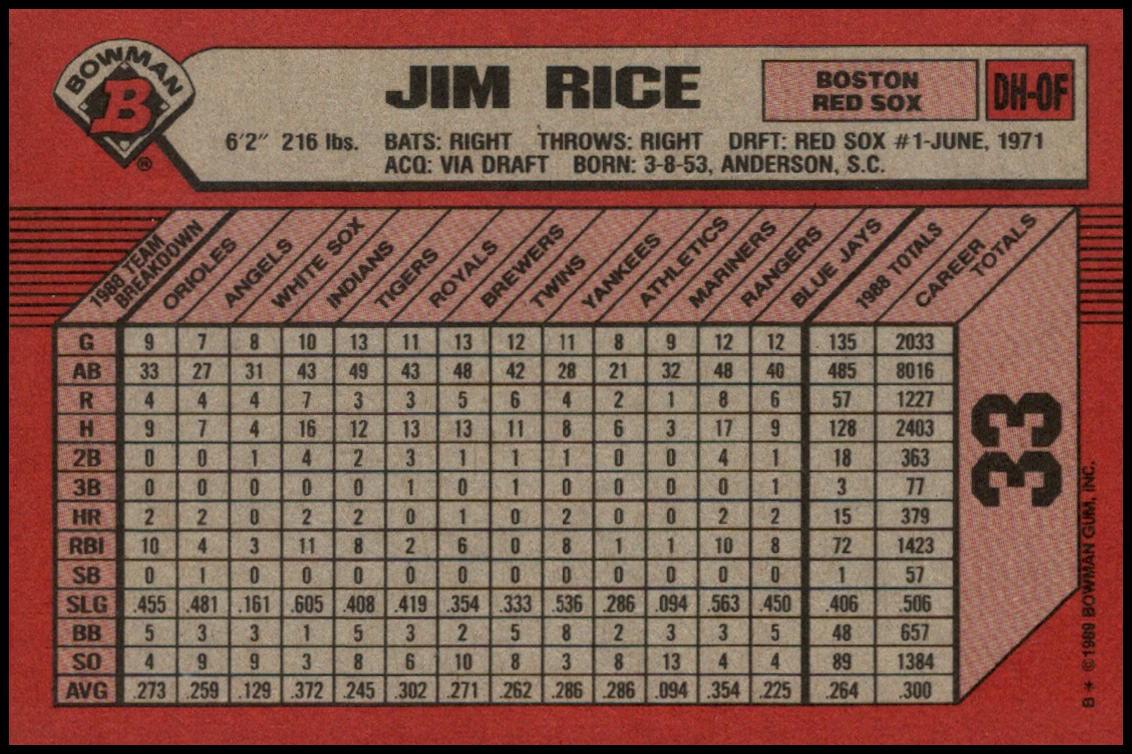 BOWMAN
B
®
JIM RICE
BOSTON
RED SOX
DH-OF
6'2" 216 lbs. BATS: RIGHT THROWS: RIGHT DRFT: RED SOX #1-JUNE, 1971
ACQ: VIA DRAFT BORN: 3-8-53, ANDERSON, S.C.
1988 TEAM BREAKDOWN ORIOLES ANGELS WHITE SOX INDIANS TIGERS ROYALS BREWERS TWINS YANKEES ATHLETICS MARINERS RANGERS BLUE JAYS 1988 TOTALS CAREER TOTALS
G 9 7 8 10 13 11 13 12 11 8 9 12 12 135 2033
AB 33 27 31 43 49 43 48 42 28 21 32 48 40 485 8016
R 4 4 4 7 3 3 5 6 4 2 1 8 6 57 1227
H 9 7 4 16 12 13 13 11 8 6 3 17 9 128 2403
2B 0 0 1 4 2 3 1 1 1 0 0 4 1 18 363
3B 0 0 0 0 0 1 0 1 0 0 0 0 1 3 77
HR 2 2 0 2 2 0 1 0 2 0 0 2 2 15 379
RBI 10 4 3 11 8 2 6 0 8 1 1 10 8 72 1423
SB 0 1 0 0 0 0 0 0 0 0 0 0 0 1 57
SLG .455 .481 .161 .605 .408 .419 .354 .333 .536 .286 .094 .563 .450 .406 .506
BB 5 3 3 1 5 3 2 5 8 2 3 3 5 48 657
SO 4 9 9 3 8 6 10 8 3 8 13 4 4 89 1384
AVG .273 .259 .129 .372 .245 .302 .271 .262 .286 .286 .094 .354 .225 .264 .300
33
B * ©1989 BOWMAN GUM, INC.